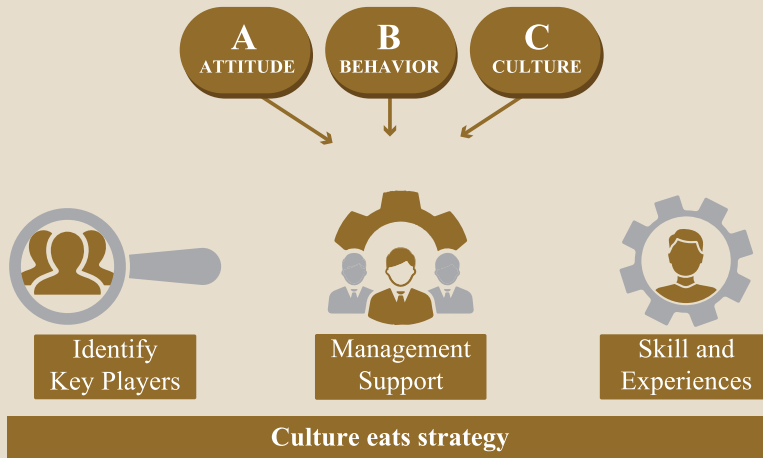 A
ATTITUDE
B
BEHAVIOR
C
CULTURE
Identify
Key Players
Management
Support
Skill and
Experiences
Culture eats strategy